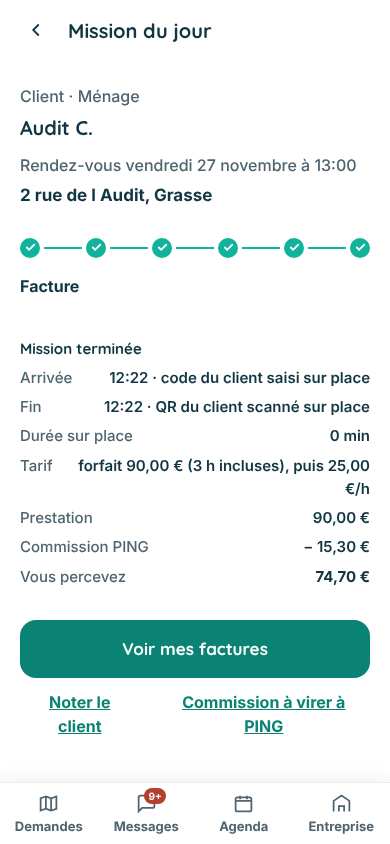 Mission du jour
Client · Ménage
Audit C.
Rendez-vous vendredi 27 novembre à 13:00
2 rue de l Audit, Grasse
Facture
Mission terminée
Arrivée 12:22 · code du client saisi sur place
Fin 12:22 · QR du client scanné sur place
Durée sur place 0 min
Tarif forfait 90,00 € (3 h incluses), puis 25,00
€/h
Prestation 90,00 €
Commission PING – 15,30 €
Vous percevez 74,70 €
Voir mes factures
Noter le
client
Commission à virer à
PING
9+
Demandes Messages Agenda Entreprise